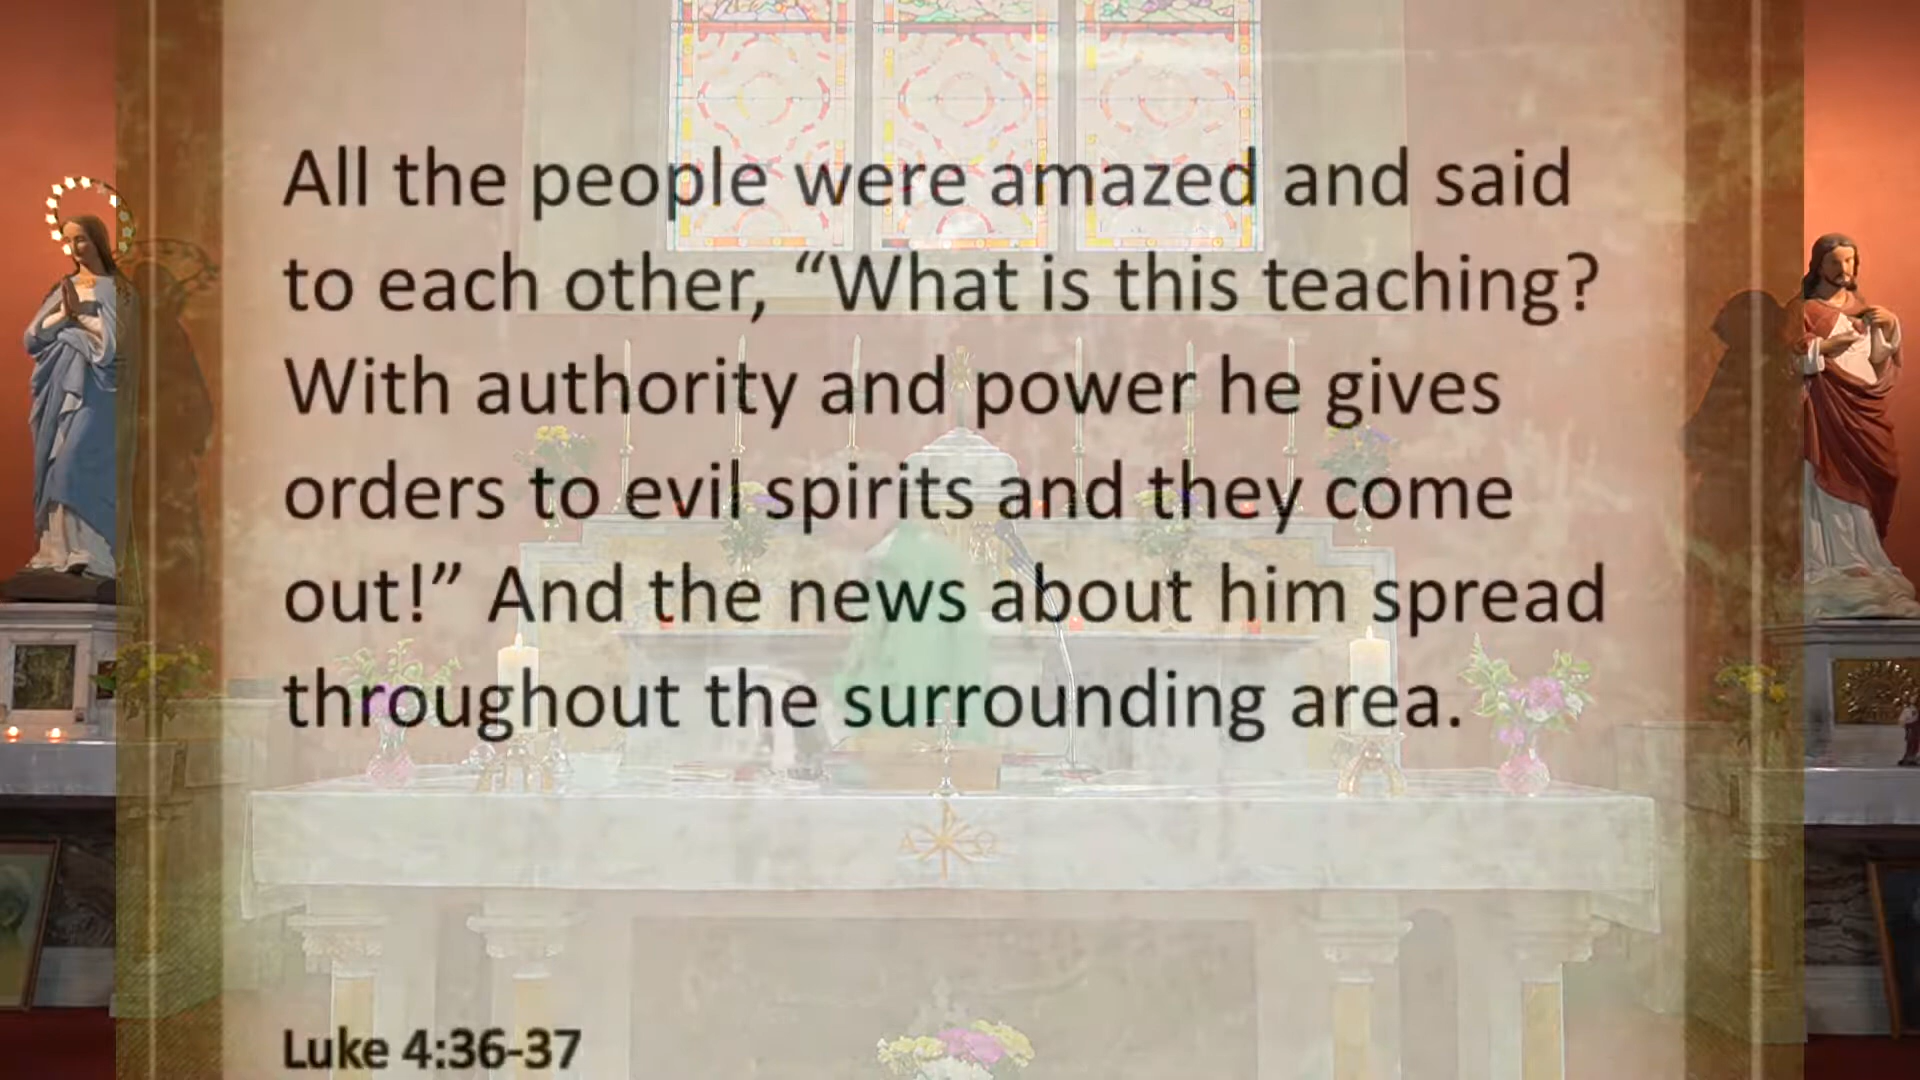 All the people were amazed and said
to each other, “What is this teaching?
With authority and power he gives
orders to evil spirits and they come
out!” And the news about him spread
throughout the surrounding area.
Luke 4:36-37